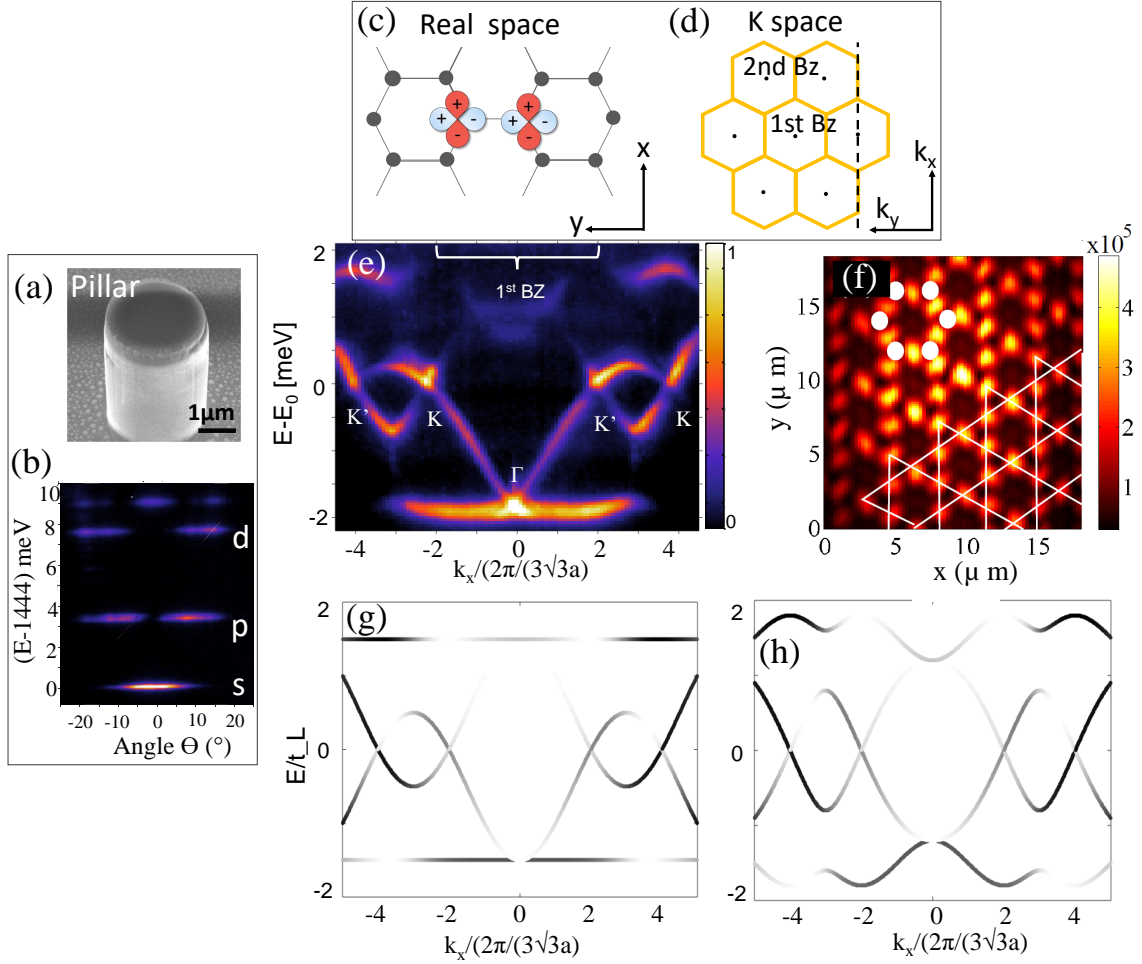 (c)
Real space
+
+
+
-
+
-
-
-
x
y
(d)
K space
2nd Bz
1st Bz
k_x
k_y
(a)
Pillar
1µm
(b)
(E-1444) meV
10
8
6
4
2
0
d
p
s
-20 -10 0 10 20
Angle Θ (°)
(e)
1st BZ
E-E₀ [meV]
2
0
-2
K’ K Γ K’ K
-4 -2 0 2 4
k_x/(2π/(3√3a)
1
0
(f)
y (µ m)
15
10
5
0
0 5 10 15
x (µ m)
x10⁵
4
3
2
1
(g)
E/t_L
2
0
-2
-4 -2 0 2 4
k_x/(2π/(3√3a)
(h)
2
0
-2
-4 -2 0 2 4
k_x/(2π/(3√3a)